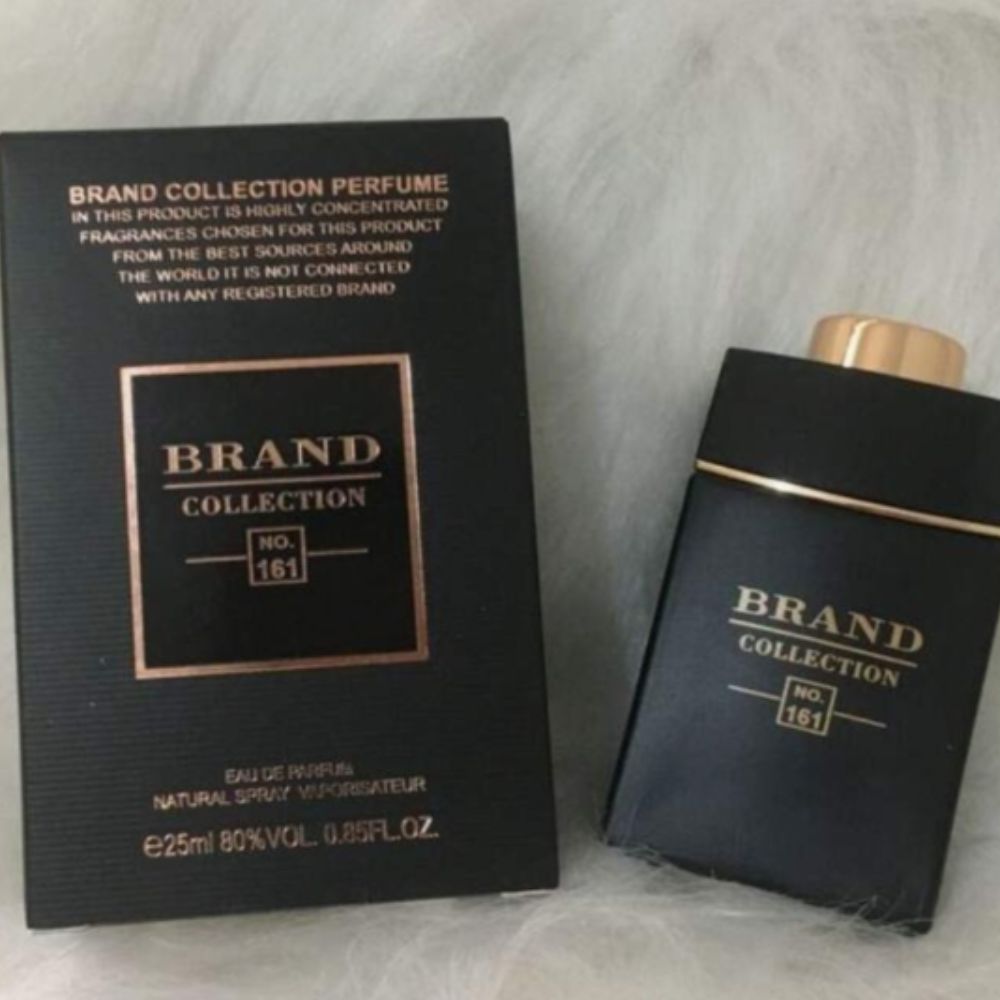 BRAND COLLECTION PERFUME
IN THIS PRODUCT IS HIGHLY CONCENTRATED
FRAGRANCES CHOSEN FOR THIS PRODUCT
FROM THE BEST SOURCES AROUND
THE WORLD IT IS NOT CONNECTED
WITH ANY REGISTERED BRAND
BRAND
COLLECTION
NO.
161
EAU DE PARFUM
NATURAL SPRAY VAPORISATEUR
℮25ml 80%VOL. 0.85FL.OZ.
BRAND
COLLECTION
NO.
161